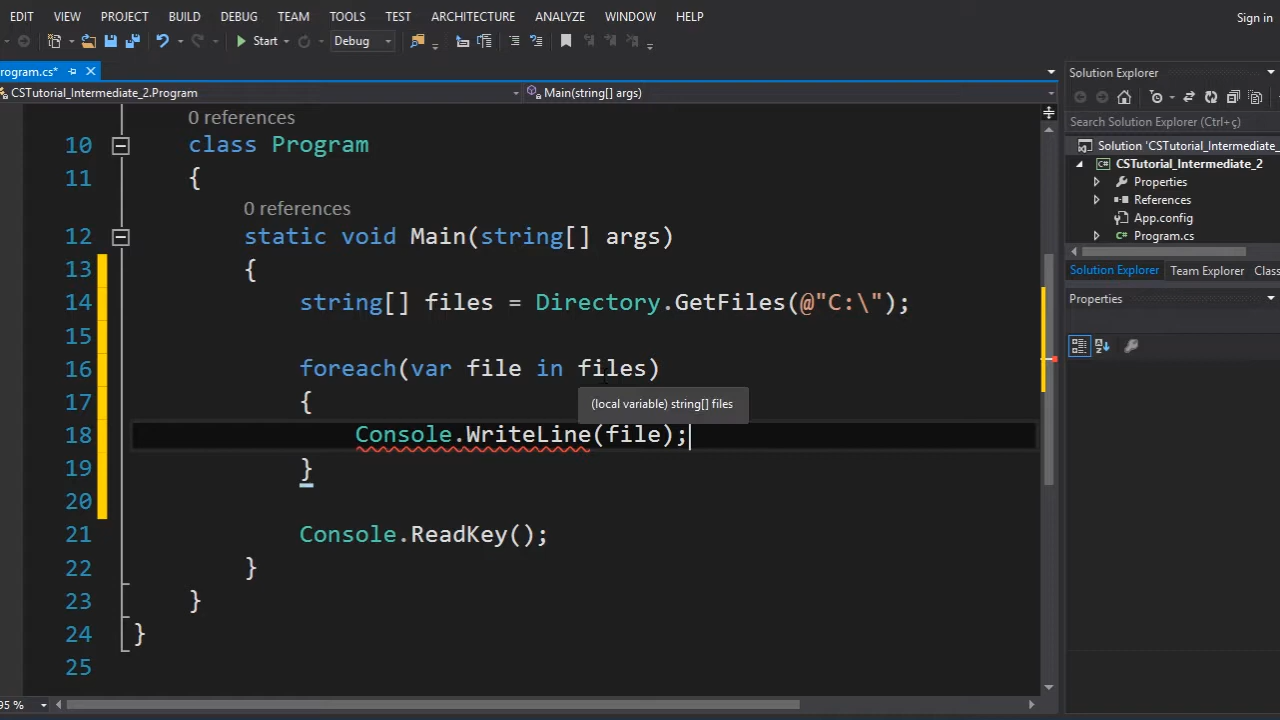 EDIT VIEW PROJECT BUILD DEBUG TEAM TOOLS TEST ARCHITECTURE ANALYZE WINDOW HELP
Sign in
Start Debug
rogram.cs*
CSTutorial_Intermediate_2.Program Main(string[] args)
0 references
10 class Program
11 {
0 references
12 static void Main(string[] args)
13 {
14 string[] files = Directory.GetFiles(@"C:\");
15
16 foreach(var file in files)
17 {
(local variable) string[] files
18 Console.WriteLine(file);
19 }
20
21 Console.ReadKey();
22 }
23 }
24 }
25
95 %
Solution Explorer
Search Solution Explorer (Ctrl+ç)
Solution 'CSTutorial_Intermediate_
CSTutorial_Intermediate_2
Properties
References
App.config
Program.cs
Solution Explorer Team Explorer Class
Properties